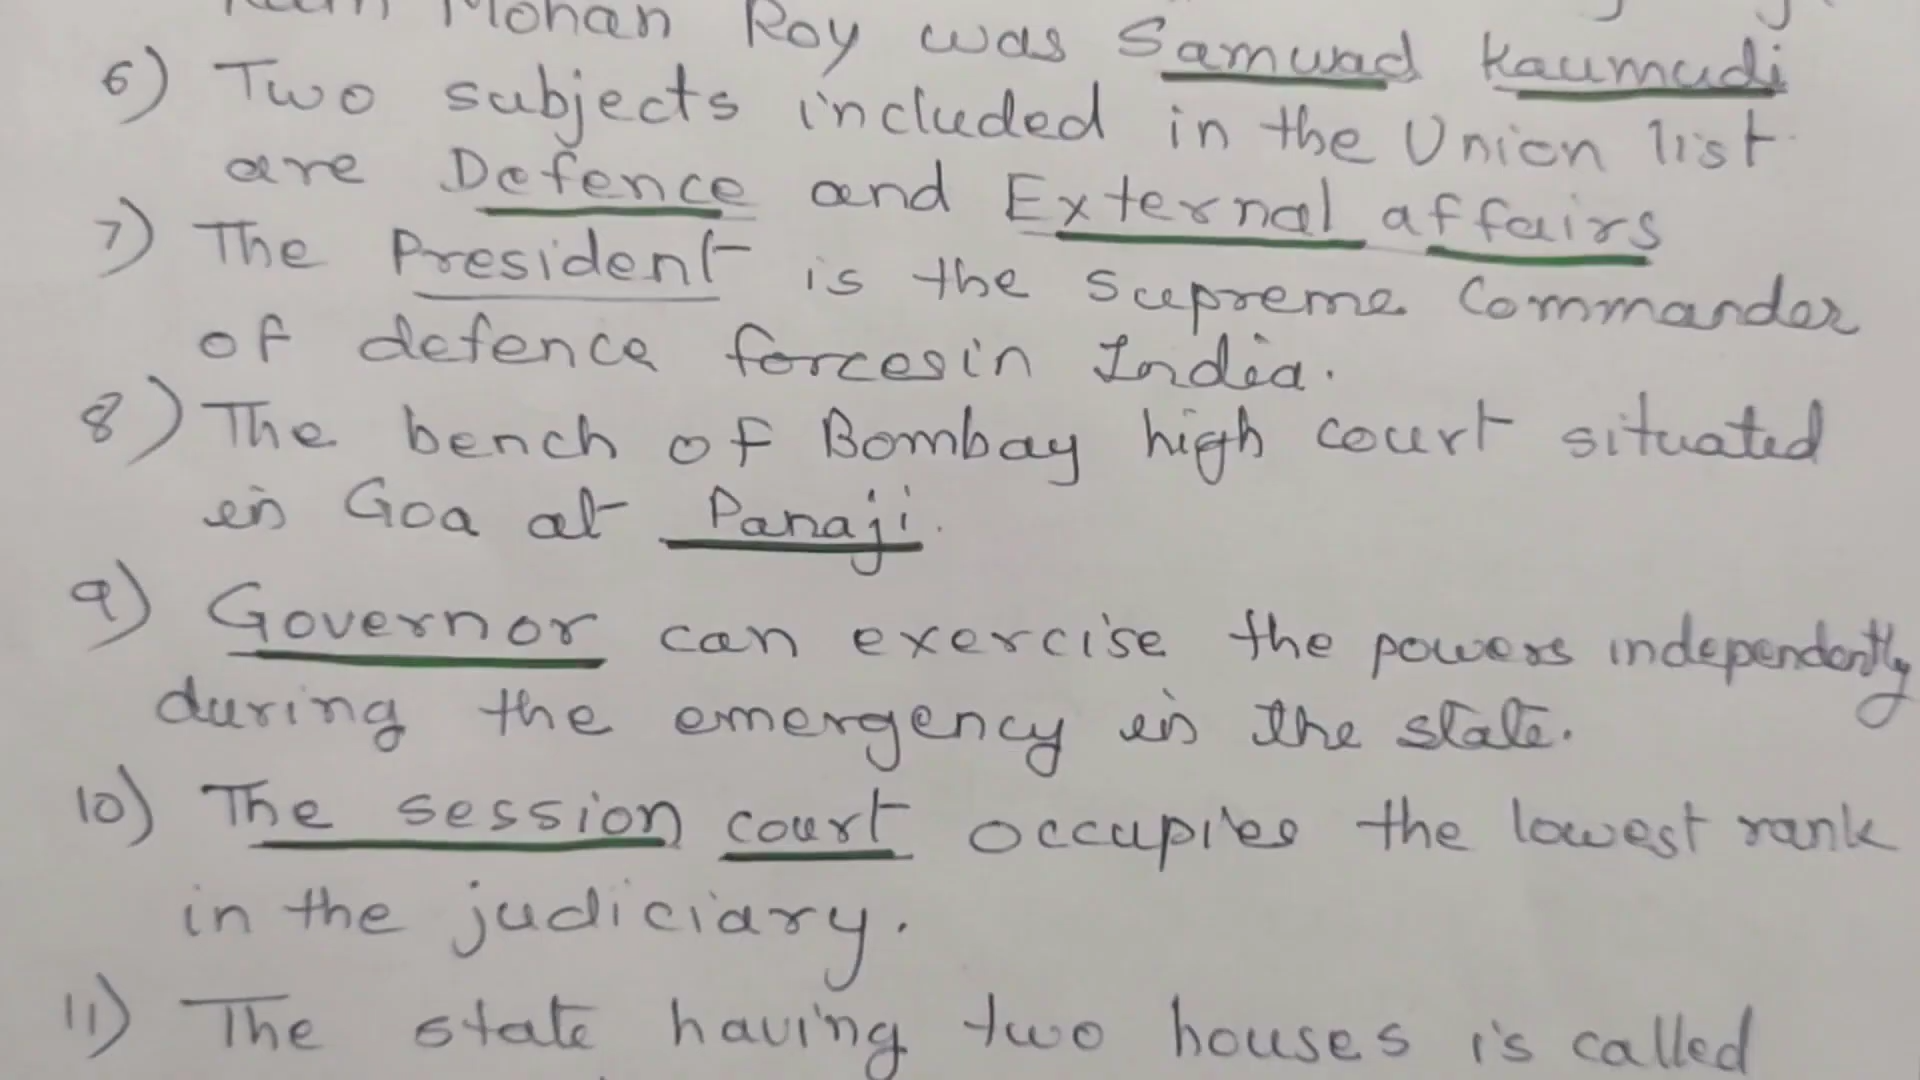 Mohan Roy was Samwad Kaumudi
6) Two subjects included in the Union list
are Defence and External affairs
7) The President is the supreme Commander
of defence forces in India.
8) The bench of Bombay high court situated
in Goa at Panaji.
9) Governor can exercise the powers independently
during the emergency in the state.
10) The session court occupies the lowest rank
in the judiciary.
11) The state having two houses is called